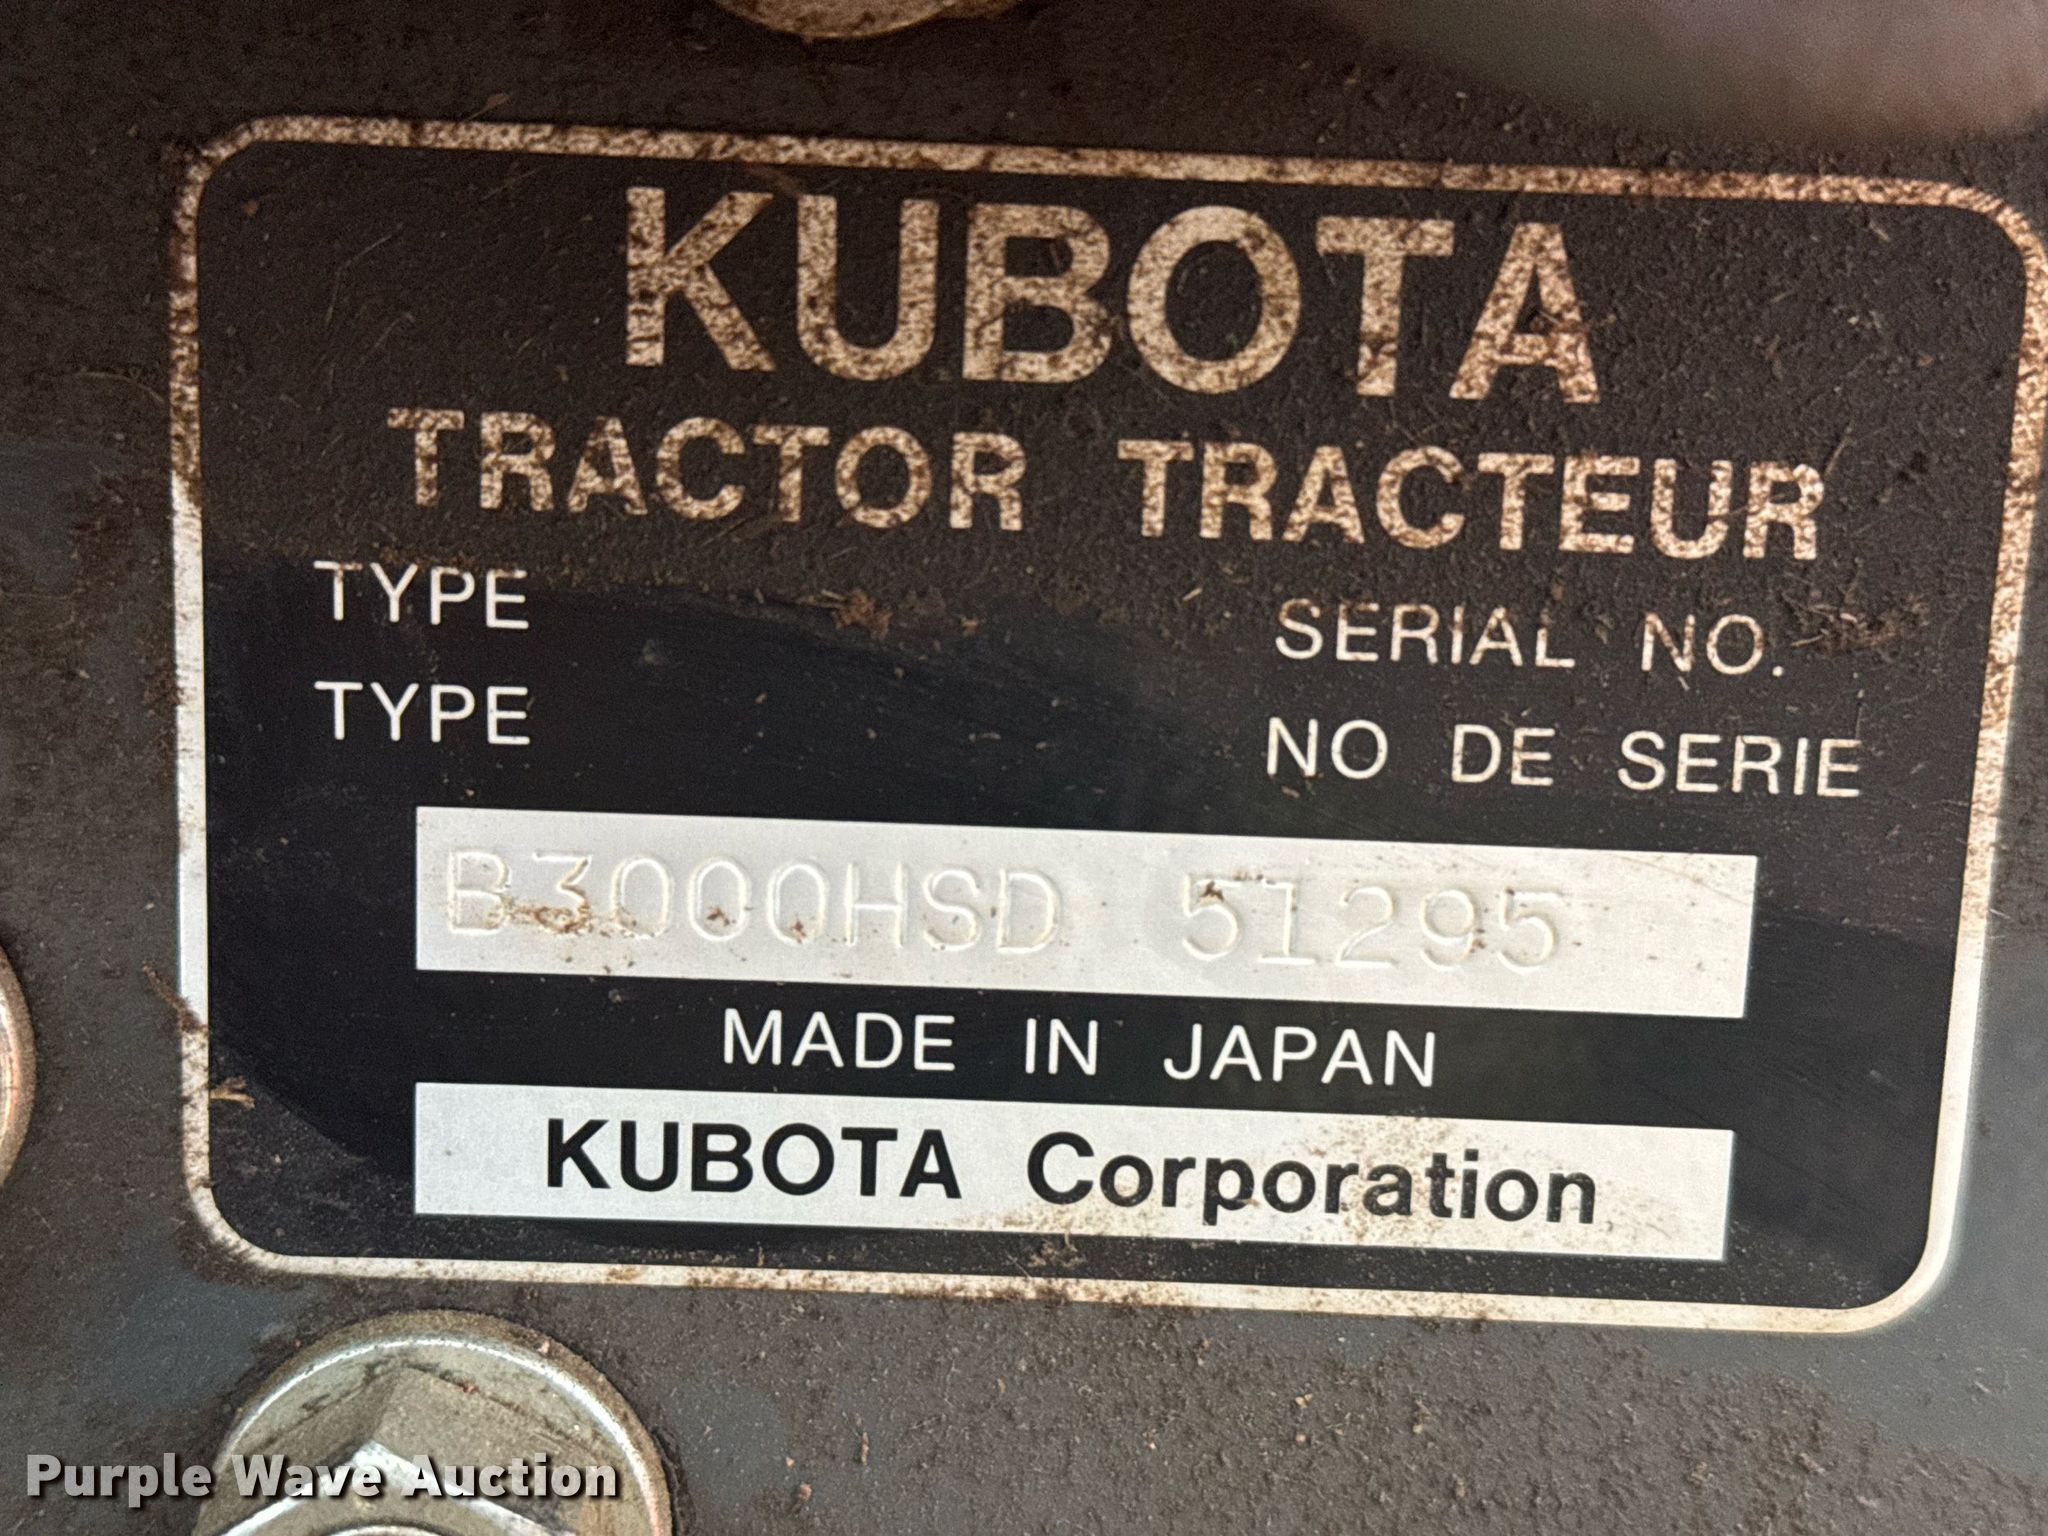 KUBOTA
TRACTOR TRACTEUR
TYPE SERIAL NO.
TYPE NO DE SERIE
B3000HSD 51295
MADE IN JAPAN
KUBOTA Corporation
Purple Wave Auction